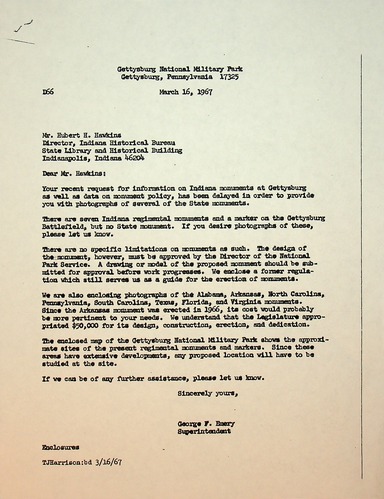 Gettysburg National Military Park
Gettysburg, Pennsylvania 17325
D66 March 16, 1967
Mr. Hubert H. Hawkins
Director, Indiana Historical Bureau
State Library and Historical Building
Indianapolis, Indiana 46204
Dear Mr. Hawkins:
Your recent request for information on Indiana monuments at Gettysburg
as well as data on monument policy, has been delayed in order to provide
you with photographs of several of the State monuments.
There are seven Indiana regimental monuments and a marker on the Gettysburg
Battlefield, but no State monument. If you desire photographs of these,
please let us know.
There are no specific limitations on monuments as such. The design of
the monument, however, must be approved by the Director of the National
Park Service. A drawing or model of the proposed monument should be sub-
mitted for approval before work progresses. We enclose a former regula-
tion which still serves us as a guide for the erection of monuments.
We are also enclosing photographs of the Alabama, Arkansas, North Carolina,
Pennsylvania, South Carolina, Texas, Florida, and Virginia monuments.
Since the Arkansas monument was erected in 1966, its cost would probably
be more pertinent to your needs. We understand that the Legislature appro-
priated $50,000 for its design, construction, erection, and dedication.
The enclosed map of the Gettysburg National Military Park shows the approxi-
mate sites of the present regimental monuments and markers. Since these
areas have extensive developments, any proposed location will have to be
studied at the site.
If we can be of any further assistance, please let us know.
Sincerely yours,
George F. Emery
Superintendent
Enclosures
TJHarrison:bd 3/16/67